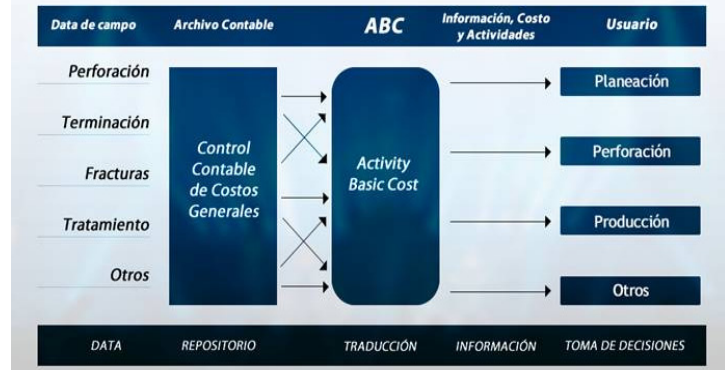 Data de campo
Archivo Contable
ABC
Información, Costo
y Actividades
Usuario
Perforación
Terminación
Fracturas
Tratamiento
Otros
Control
Contable
de Costos
Generales
Activity
Basic Cost
Planeación
Perforación
Producción
Otros
DATA
REPOSITORIO
TRADUCCIÓN
INFORMACIÓN
TOMA DE DECISIONES